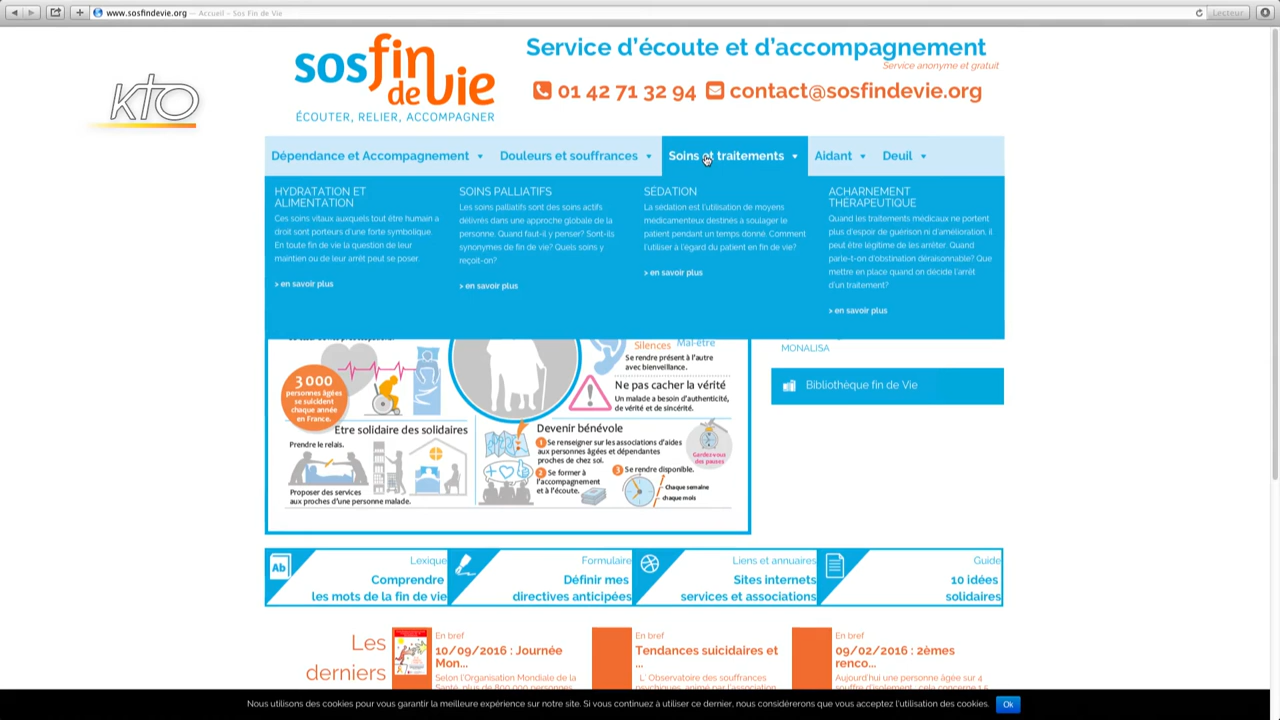 www.sosfindevie.org — Accueil – Sos Fin de Vie
Lecteur
KTO
sos fin de vie
ÉCOUTER, RELIER, ACCOMPAGNER
Service d'écoute et d'accompagnement
Service anonyme et gratuit
01 42 71 32 94 contact@sosfindevie.org
Dépendance et Accompagnement Douleurs et souffrances Soins et traitements Aidant Deuil
HYDRATATION ET
ALIMENTATION
Ces soins vitaux auxquels tout être humain a
droit sont porteurs d'une forte symbolique.
En toute fin de vie la question de leur
maintien ou de leur arrêt peut se poser.
> en savoir plus
SOINS PALLIATIFS
Les soins palliatifs sont des soins actifs
délivrés dans une approche globale de la
personne. Quand faut-il y penser? Sont-ils
synonymes de fin de vie? Quels soins y
reçoit-on?
> en savoir plus
SÉDATION
La sédation est l'utilisation de moyens
médicamenteux destinés à soulager le
patient pendant un temps donné. Comment
l'utiliser à l'égard du patient en fin de vie?
> en savoir plus
ACHARNEMENT
THÉRAPEUTIQUE
Quand les traitements médicaux ne portent
plus d'espoir de guérison ni d'amélioration, il
peut être légitime de les arrêter. Quand
parle-t-on d'obstination déraisonnable? Que
mettre en place quand on décide l'arrêt
d'un traitement?
> en savoir plus
3 000
personnes âgées
se suicident
chaque année
en France.
Etre solidaire des solidaires
Prendre le relais.
Proposer des services
aux proches d'une personne malade.
Silences Mal-être
Se rendre présent à l'autre
avec bienveillance.
Ne pas cacher la vérité
Un malade a besoin d'authenticité,
de vérité et de sincérité.
Devenir bénévole
1 Se renseigner sur les associations d'aides
aux personnes âgées et dépendantes
proches de chez soi.
2 Se former à
l'accompagnement
et à l'écoute.
3 Se rendre disponible.
Gardez-vous
des pauses
Chaque semaine
chaque mois
MONALISA
Bibliothèque fin de Vie
Ab
Lexique
Comprendre
les mots de la fin de vie
Formulaire
Définir mes
directives anticipées
Liens et annuaires
Sites internets
services et associations
Guide
10 idées
solidaires
Les
derniers
En bref
10/09/2016 : Journée
Mon...
Selon l'Organisation Mondiale de la
Santé, plus de 800 000 personnes
En bref
Tendances suicidaires et
...
L' Observatoire des souffrances
psychiques, animé par l'association
En bref
09/02/2016 : 2èmes
renco...
Aujourd'hui une personne âgée sur 4
souffre d'isolement : cela concerne 1,5
Nous utilisons des cookies pour vous garantir la meilleure expérience sur notre site. Si vous continuez à utiliser ce dernier, nous considérerons que vous acceptez l'utilisation des cookies.
Ok